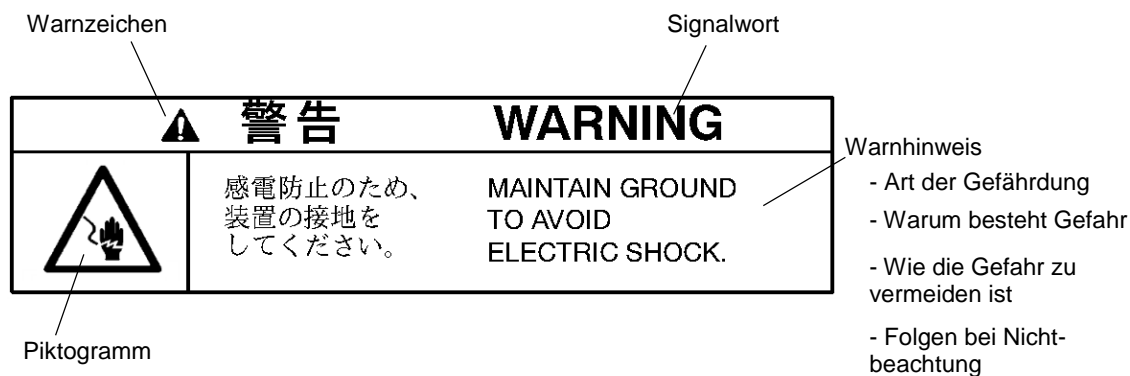 Warnzeichen
Signalwort
警告 WARNING
感電防止のため、
装置の接地を
してください。
MAINTAIN GROUND
TO AVOID
ELECTRIC SHOCK.
Warnhinweis
- Art der Gefährdung
- Warum besteht Gefahr
- Wie die Gefahr zu
vermeiden ist
- Folgen bei Nicht-
beachtung
Piktogramm